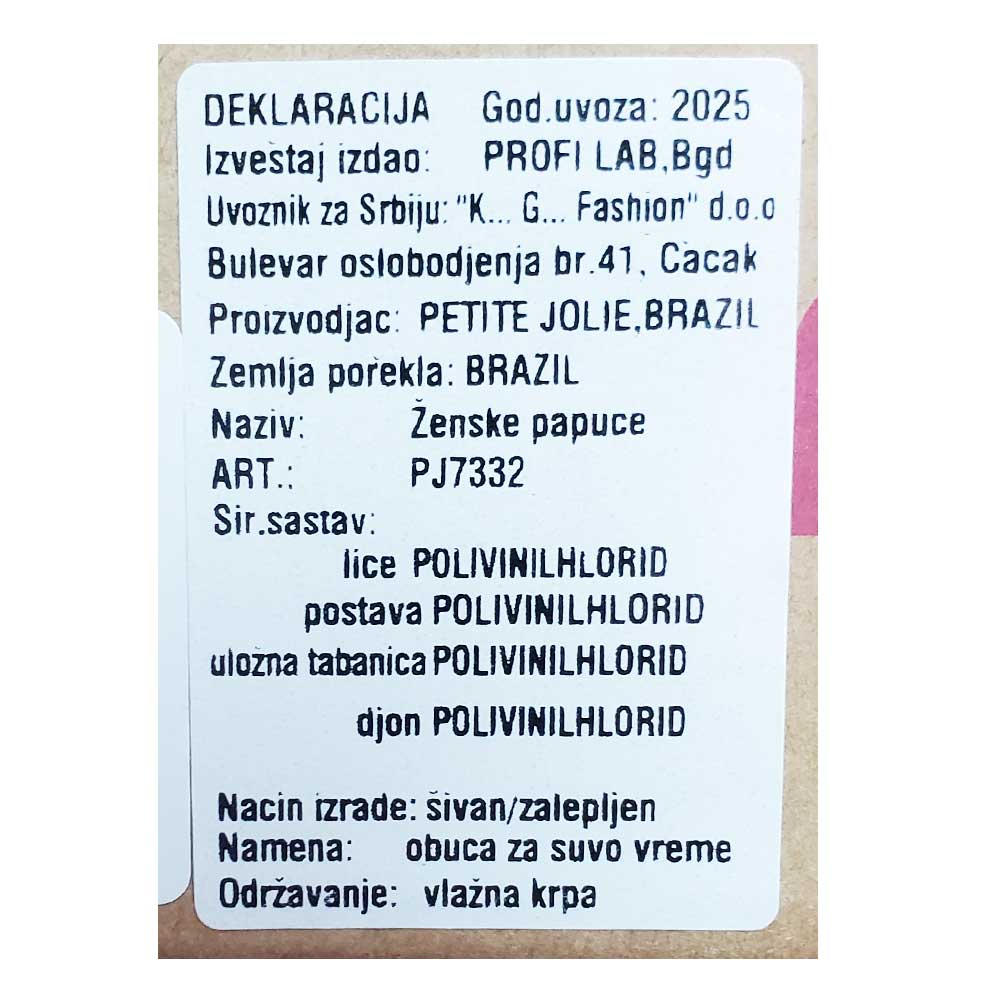 DEKLARACIJA God.uvoza: 2025
Izveštaj izdao: PROFI LAB,Bgd
Uvoznik za Srbiju: "K... G... Fashion" d.o.o
Bulevar oslobodjenja br.41, Cacak
Proizvodjac: PETITE JOLIE,BRAZIL
Zemlja porekla: BRAZIL
Naziv: Ženske papuce
ART.: PJ7332
Sir.sastav:
lice POLIVINILHLORID
postava POLIVINILHLORID
uložna tabanica POLIVINILHLORID
djon POLIVINILHLORID
Nacin izrade: šivan/zalepljen
Namena: obuca za suvo vreme
Održavanje: vlažna krpa